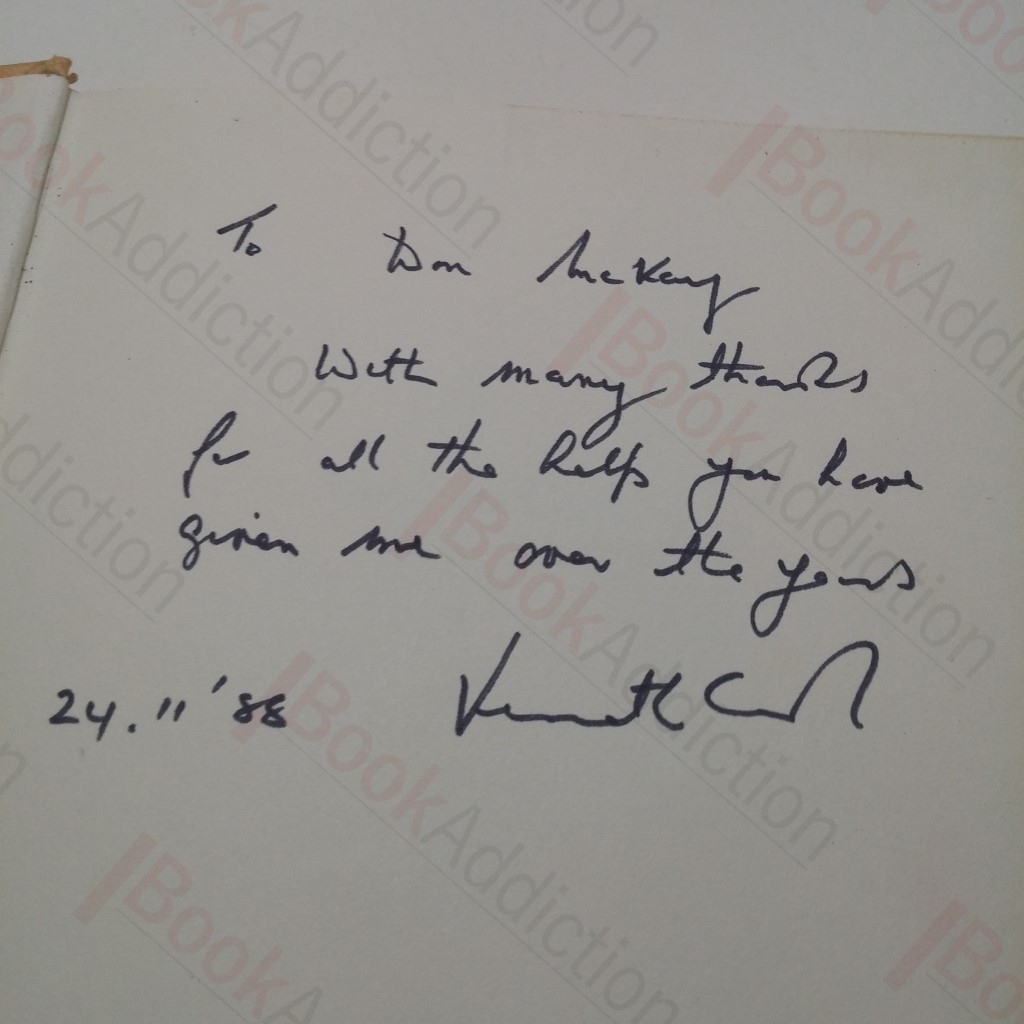 To Don McKay
With many thanks
for all the help you have
given me over the years
24.11'88 Kenneth
BookAddiction